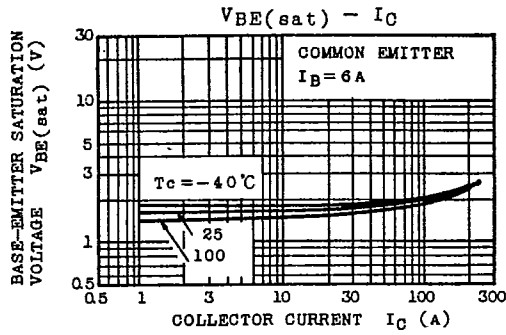 VBE(sat) – IC
BASE-EMITTER SATURATION
VOLTAGE VBE(sat) (V)
30
10
5
3
1
0.5
COMMON EMITTER
IB=6A
Tc=-40℃
25
100
0.5 1 3 10 30 100 300
COLLECTOR CURRENT IC (A)